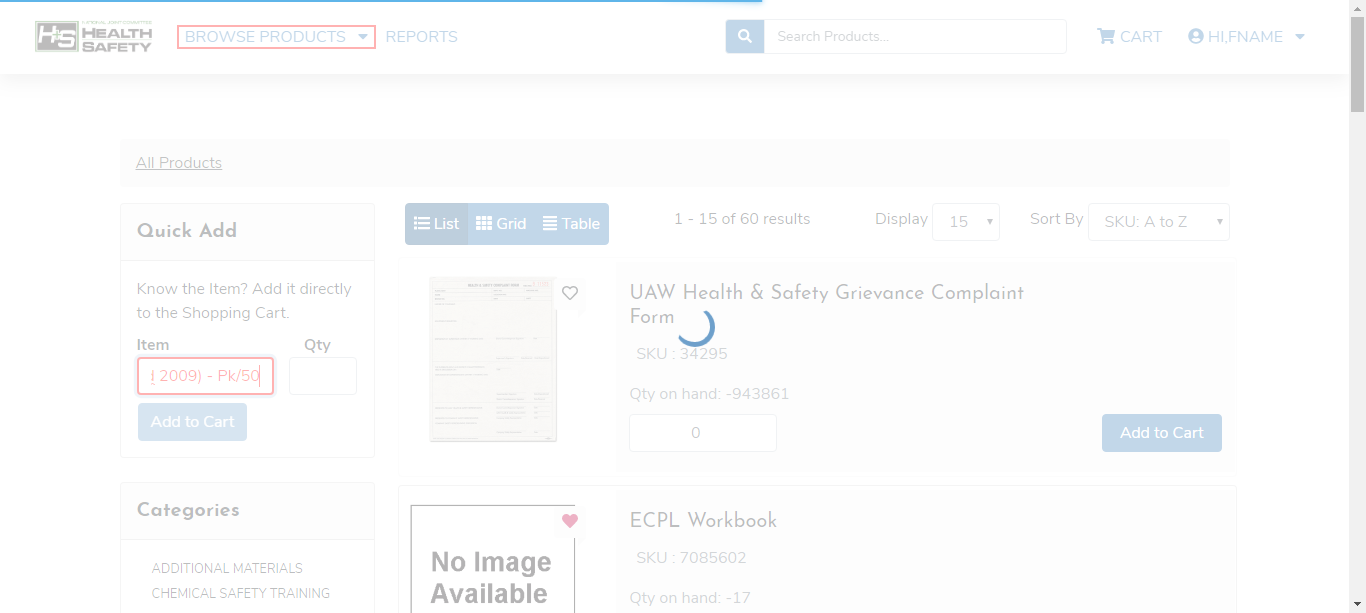 H+S HEALTH SAFETY
BROWSE PRODUCTS
REPORTS
Search Products...
CART
HI,FNAME
All Products
Quick Add
Know the Item? Add it directly
to the Shopping Cart.
Item
Qty
2009) - Pk/50
Add to Cart
Categories
ADDITIONAL MATERIALS
CHEMICAL SAFETY TRAINING
List
Grid
Table
1 - 15 of 60 results
Display
15
Sort By
SKU: A to Z
UAW Health & Safety Grievance Complaint
Form
SKU : 34295
Qty on hand: -943861
0
Add to Cart
No Image
Available
ECPL Workbook
SKU : 7085602
Qty on hand: -17